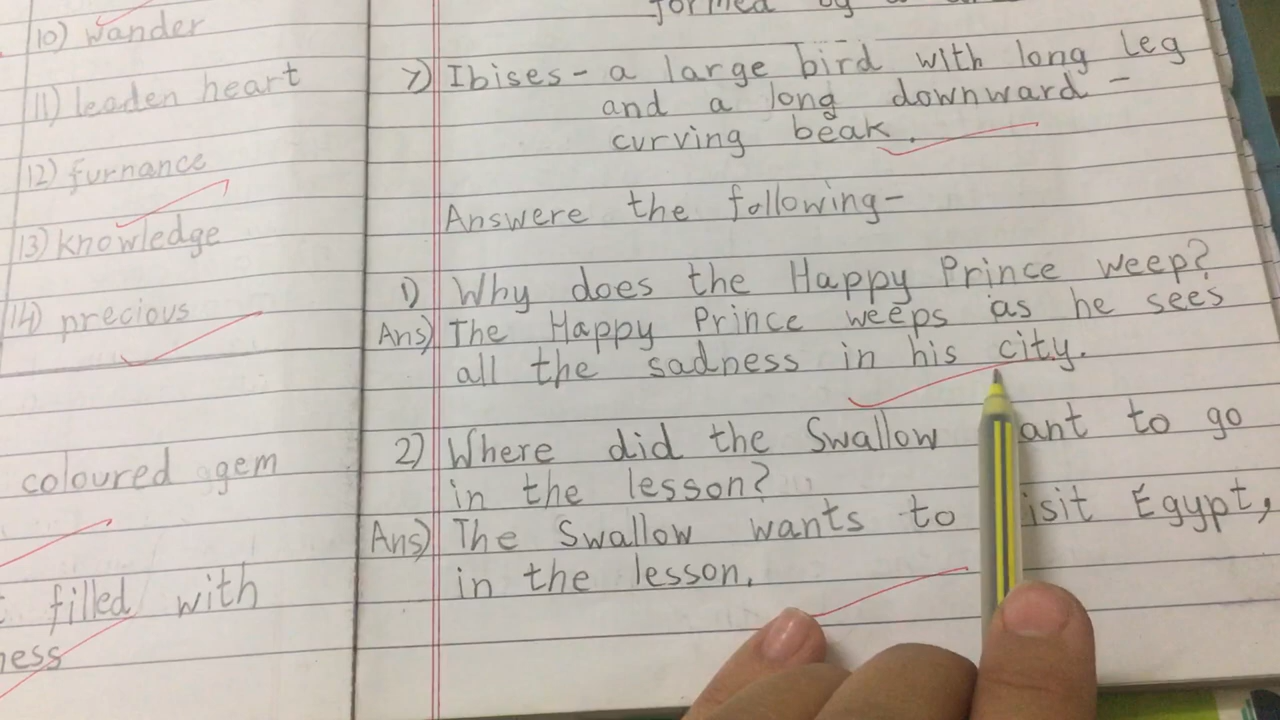 10) wander
11) leaden heart
12) furnance
13) knowledge
14) precious
coloured gem
filled with
formed by a
7) Ibises - a large bird with long leg
and a long downward -
curving beak.
Answere the following-
1) Why does the Happy Prince weep?
Ans) The Happy Prince weeps as he sees
all the sadness in his city.
2) Where did the Swallow ant to go
in the lesson?
Ans) The Swallow wants to isit Egypt,
in the lesson.